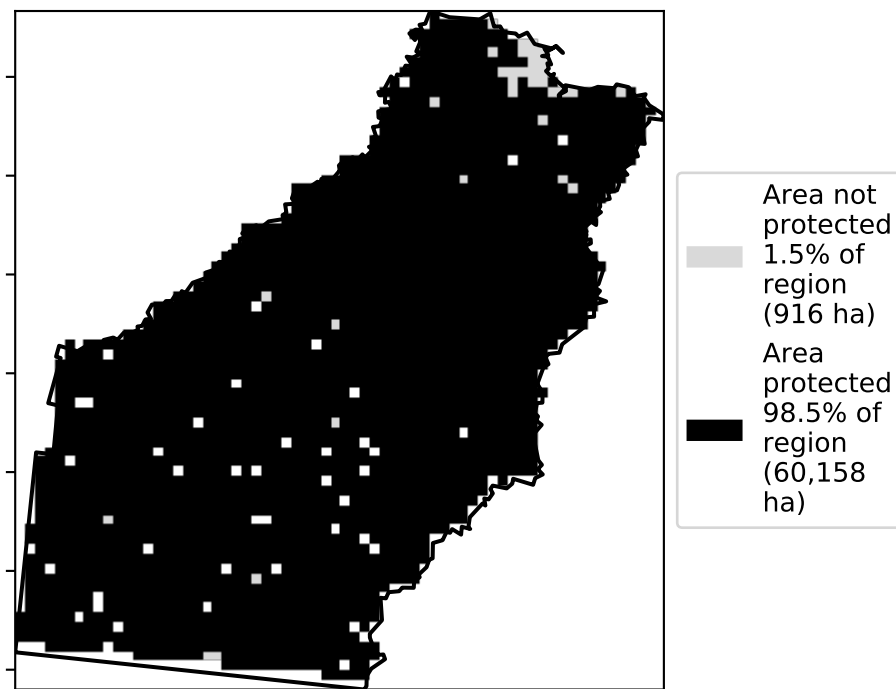 Area not
protected
1.5% of
region
(916 ha)
Area
protected
98.5% of
region
(60,158
ha)